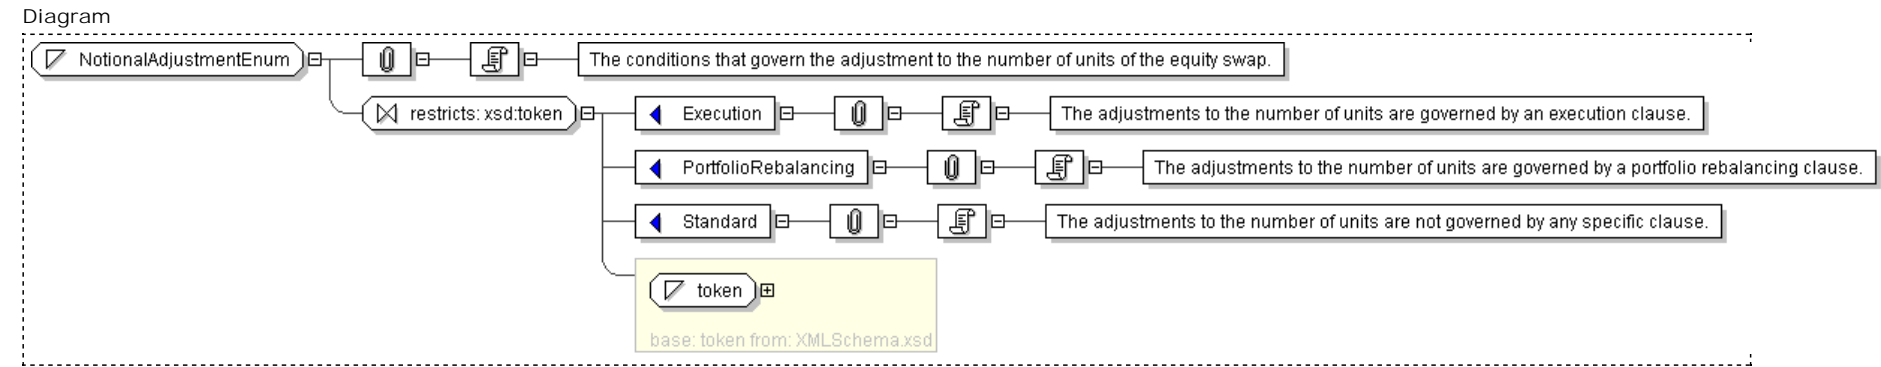 Diagram
NotionalAdjustmentEnum
The conditions that govern the adjustment to the number of units of the equity swap.
restricts: xsd:token
Execution
The adjustments to the number of units are governed by an execution clause.
PortfolioRebalancing
The adjustments to the number of units are governed by a portfolio rebalancing clause.
Standard
The adjustments to the number of units are not governed by any specific clause.
token
base: token from: XMLSchema.xsd